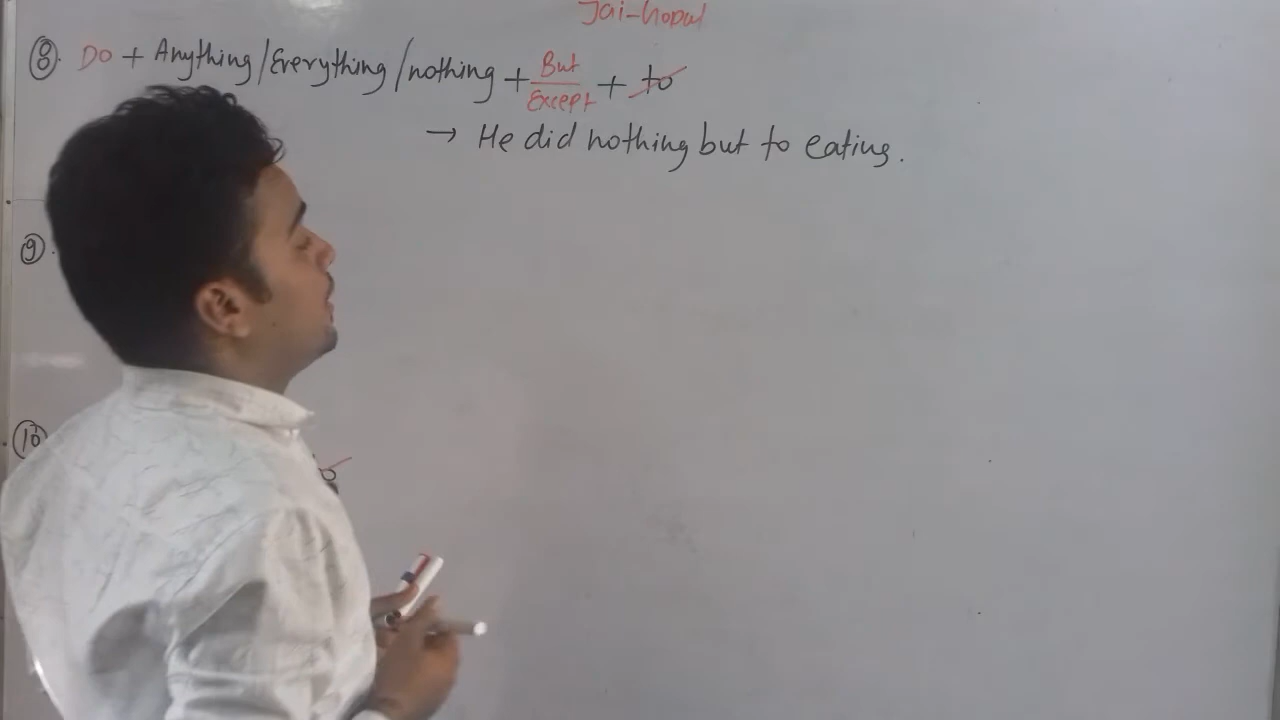 Jai-Gopal
⑧. Do + Anything/Everything/nothing + But/Except + to
→ He did nothing but to eating.
⑨.
⑩